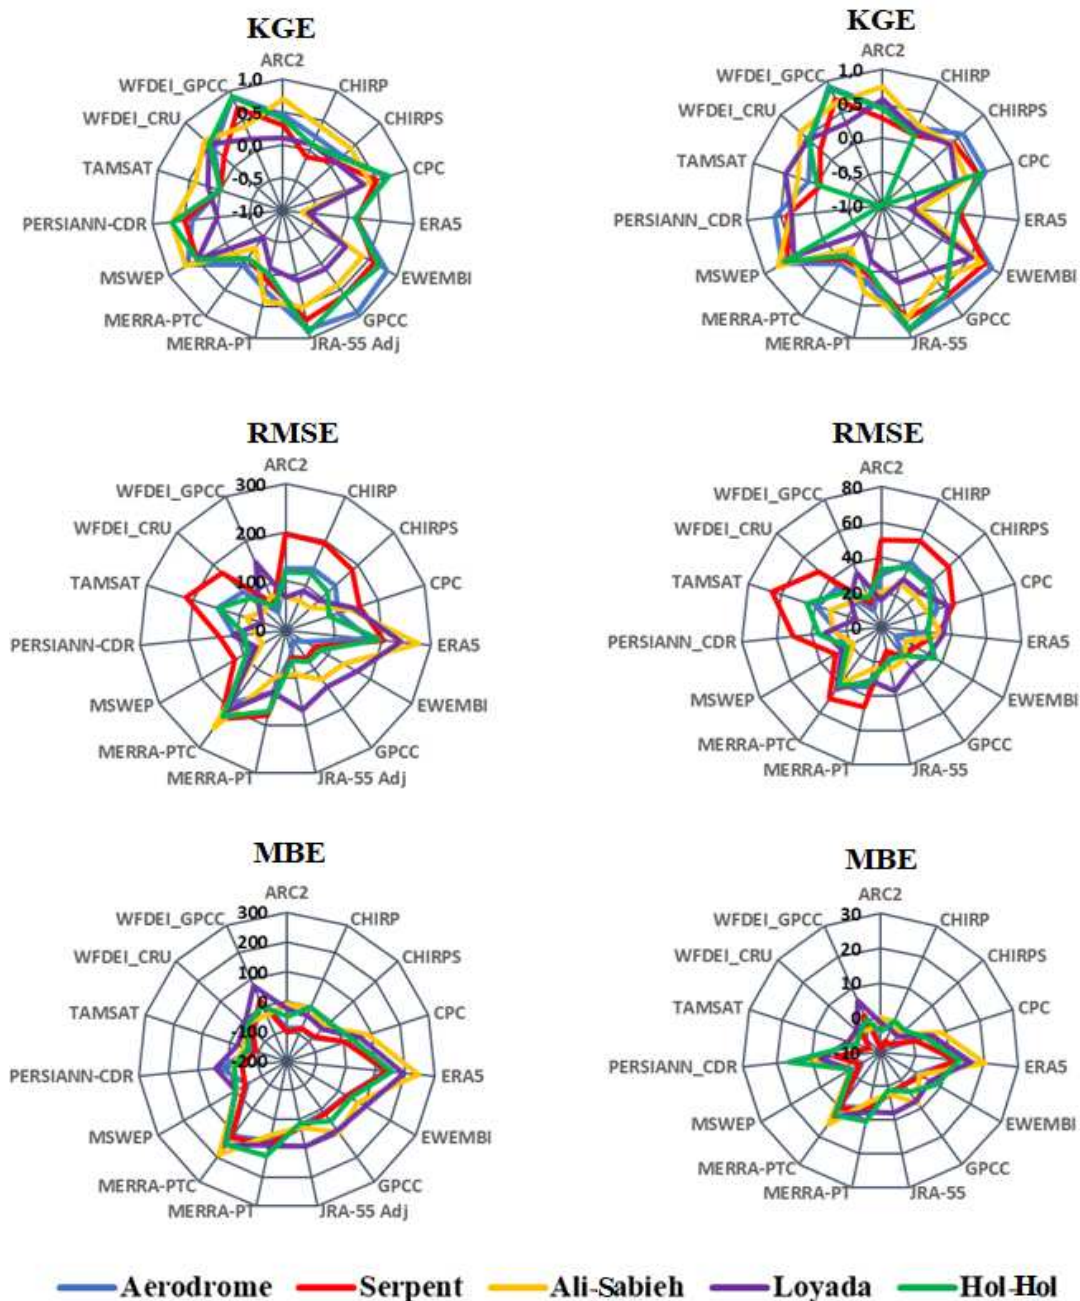 KGE
ARC2
1,0
CHIRP
WFDEI_GPCC
0,5
CHIRPS
WFDEI_CRU
0,0
CPC
TAMSAT
-0,5
ERA5
PERSIANN-CDR
-1,0
EWEMBI
MSWEP
GPCC
MERRA-PTC
JRA-55 Adj
MERRA-PT
KGE
ARC2
1,0
CHIRP
WFDEI_GPCC
0,5
CHIRPS
WFDEI_CRU
0,0
CPC
TAMSAT
-0,5
ERA5
PERSIANN_CDR
-1,0
EWEMBI
MSWEP
GPCC
MERRA-PTC
JRA-55
MERRA-PT
RMSE
ARC2
300
CHIRP
WFDEI_GPCC
200
CHIRPS
WFDEI_CRU
100
CPC
TAMSAT
0
ERA5
PERSIANN-CDR
EWEMBI
MSWEP
GPCC
MERRA-PTC
JRA-55 Adj
MERRA-PT
RMSE
ARC2
80
CHIRP
WFDEI_GPCC
60
CHIRPS
WFDEI_CRU
40
CPC
TAMSAT
20
ERA5
PERSIANN_CDR
0
EWEMBI
MSWEP
GPCC
MERRA-PTC
JRA-55
MERRA-PT
MBE
ARC2
300
CHIRP
WFDEI_GPCC
200
CHIRPS
WFDEI_CRU
100
CPC
TAMSAT
0
ERA5
PERSIANN-CDR
-100
EWEMBI
MSWEP
-200
GPCC
MERRA-PTC
JRA-55 Adj
MERRA-PT
MBE
ARC2
30
CHIRP
WFDEI_GPCC
20
CHIRPS
WFDEI_CRU
10
CPC
TAMSAT
0
ERA5
PERSIANN_CDR
-10
EWEMBI
MSWEP
GPCC
MERRA-PTC
JRA-55
MERRA-PT
Aerodrome Serpent Ali-Sabieh Loyada Hol-Hol